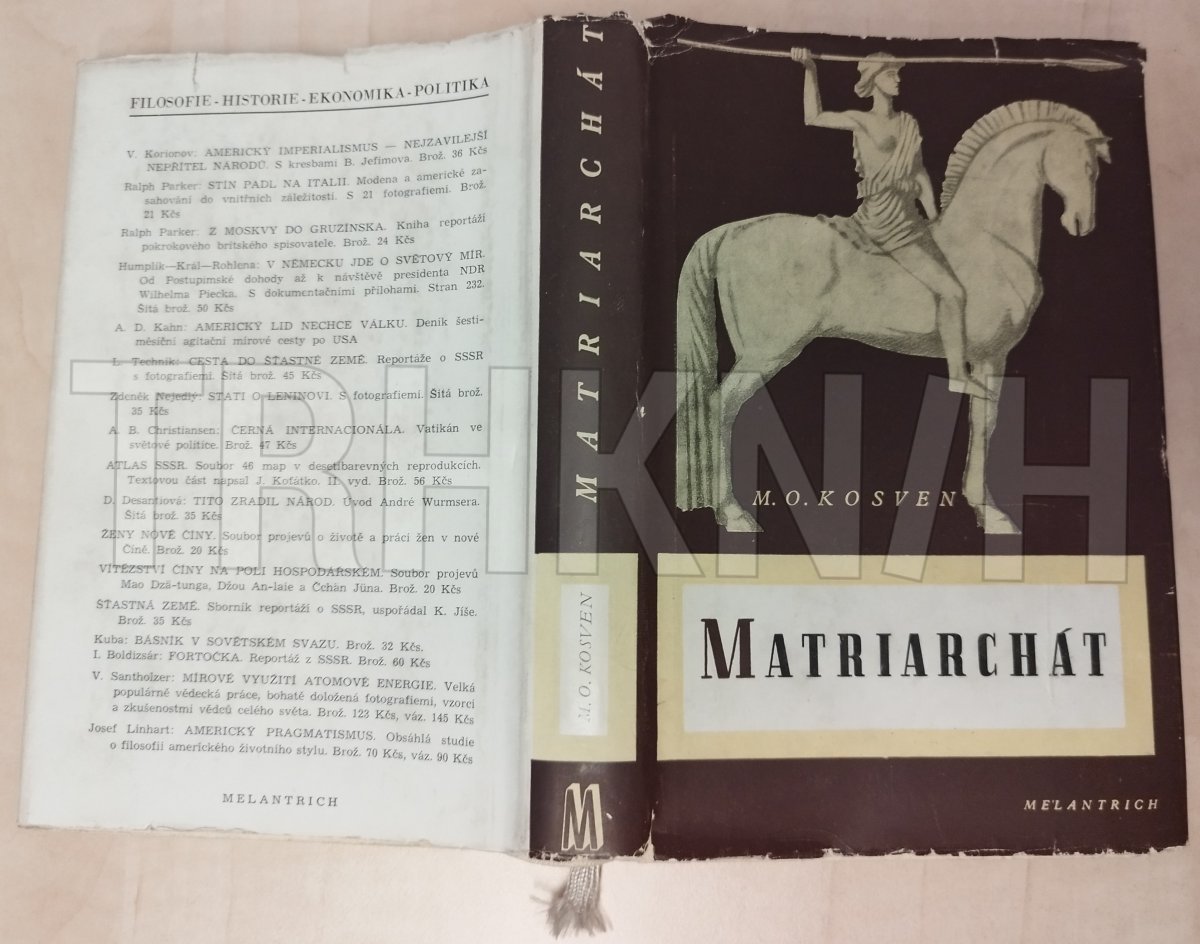 FILOSOFIE - HISTORIE - EKONOMIKA - POLITIKA
V. Korionov: AMERICKÝ IMPERIALISMUS — NEJZAVILEJŠÍ
NEPŘÍTEL NÁRODŮ. S kresbami B. Jefimova. Brož. 36 Kčs
Ralph Parker: STÍN PADL NA ITALII. Modena a americké za-
sahování do vnitřních záležitostí. S 21 fotografiemi. Brož.
21 Kčs
Ralph Parker: Z MOSKVY DO GRUZÍNSKA. Kniha reportáží
pokrokového britského spisovatele. Brož. 24 Kčs
Humplík—Král—Rohlena: V NĚMECKU JDE O SVĚTOVÝ MÍR.
Od Postupimské dohody až k návštěvě presidenta NDR
Wilhelma Piecka. S dokumentačními přílohami. Stran 232.
Šitá brož. 50 Kčs
A. D. Kahn: AMERICKÝ LID NECHCE VÁLKU. Deník šesti-
měsíční agitační mírové cesty po USA
L. Technik: CESTA DO ŠŤASTNÉ ZEMĚ. Reportáže o SSSR
s fotografiemi. Šitá brož. 45 Kčs
Zdeněk Nejedlý: STATI O LENINOVI. S fotografiemi. Šitá brož.
35 Kčs
A. B. Christiansen: ČERNÁ INTERNACIONÁLA. Vatikán ve
světové politice. Brož. 47 Kčs
ATLAS SSSR. Soubor 46 map v desetibarevných reprodukcích.
Textovou část napsal J. Koťátko. II. vyd. Brož. 56 Kčs
D. Desantiová: TITO ZRADIL NÁROD. Úvod André Wurmsera.
Šitá brož. 35 Kčs
ŽENY NOVÉ ČÍNY. Soubor projevů o životě a práci žen v nové
Číně. Brož. 20 Kčs
VÍTĚZSTVÍ ČÍNY NA POLI HOSPODÁŘSKÉM. Soubor projevů
Mao Dzä-tunga, Džou An-laie a Čchän Jüna. Brož. 20 Kčs
ŠŤASTNÁ ZEMĚ. Sborník reportáží o SSSR, uspořádal K. Jíše.
Brož. 35 Kčs
Kuba: BÁSNÍK V SOVĚTSKÉM SVAZU. Brož. 32 Kčs.
I. Boldizsár: FORTOČKA. Reportáž z SSSR. Brož. 60 Kčs
V. Santholzer: MÍROVÉ VYUŽITÍ ATOMOVÉ ENERGIE. Velká
populárně vědecká práce, bohatě doložená fotografiemi, vzorci
a zkušenostmi vědců celého světa. Brož. 123 Kčs, váz. 145 Kčs
Josef Linhart: AMERICKÝ PRAGMATISMUS. Obsáhlá studie
o filosofii amerického životního stylu. Brož. 70 Kčs, váz. 90 Kčs
MELANTRICH
MATRIARCHÁT
M. O. KOSVEN
M
M. O. KOSVEN
MATRIARCHÁT
MELANTRICH
TRHKNIH